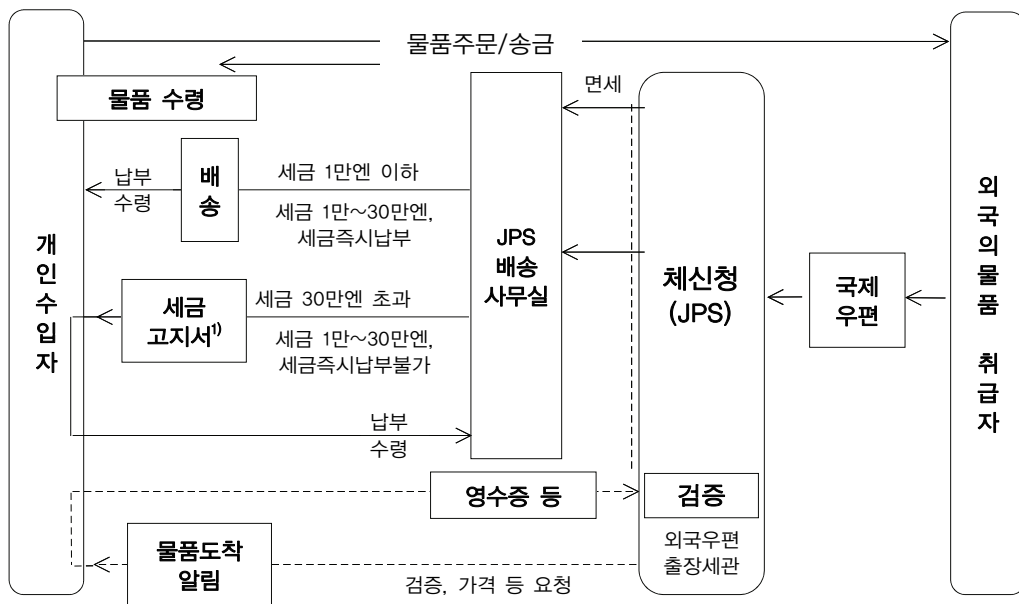 물품주문/송금
물품 수령
면세
납부
수령
배
송
세금 1만엔 이하
세금 1만～30만엔,
세금즉시납부
JPS
배송
사무실
개
인
수
입
자
세금
고지서1)
세금 30만엔 초과
세금 1만～30만엔,
세금즉시납부불가
체신청
(JPS)
국제
우편
외
국
의
물
품
취
급
자
납부
수령
영수증 등
검증
외국우편
출장세관
물품도착
알림
검증, 가격 등 요청